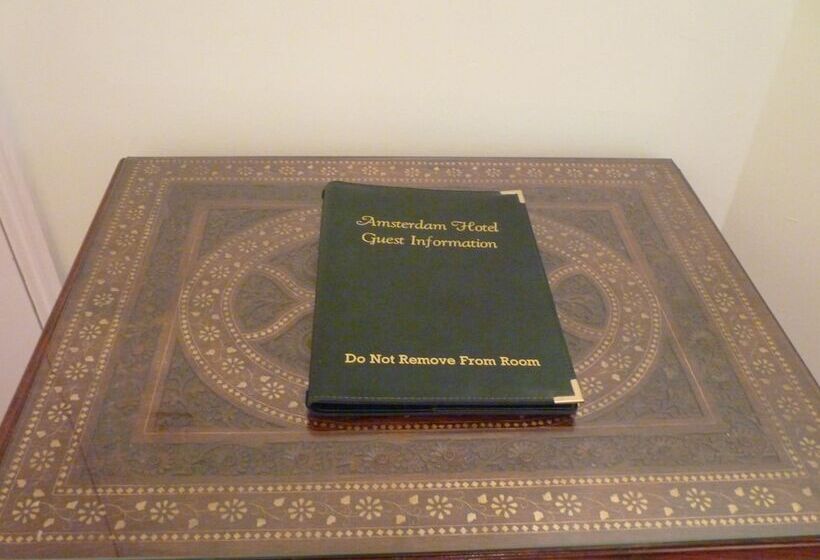 Amsterdam Hotel
Guest Information
Do Not Remove From Room